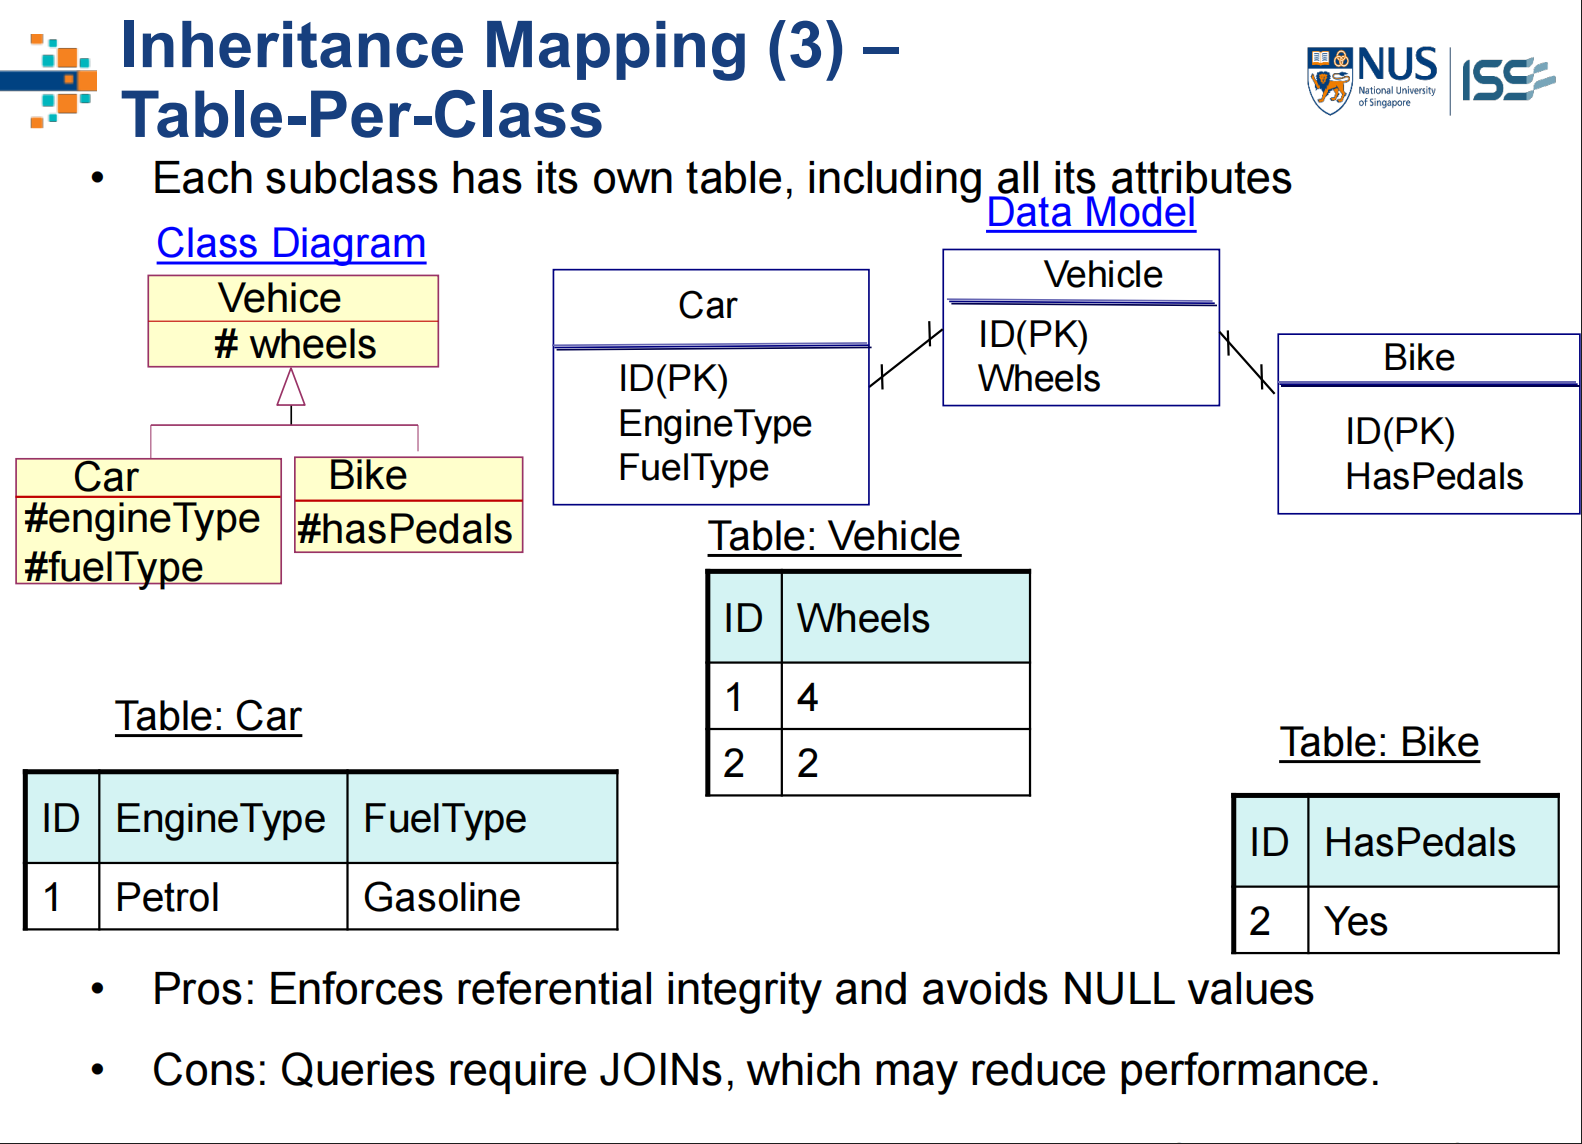 Inheritance Mapping (3) –
Table-Per-Class
NUS
National University
of Singapore
ISS
• Each subclass has its own table, including all its attributes
Class Diagram
Vehice
# wheels
Car
#engineType
#fuelType
Bike
#hasPedals
Data Model
Car
ID(PK)
EngineType
FuelType
Vehicle
ID(PK)
Wheels
Bike
ID(PK)
HasPedals
Table: Vehicle
ID Wheels
1 4
2 2
Table: Car
ID EngineType FuelType
1 Petrol Gasoline
Table: Bike
ID HasPedals
2 Yes
• Pros: Enforces referential integrity and avoids NULL values
• Cons: Queries require JOINs, which may reduce performance.